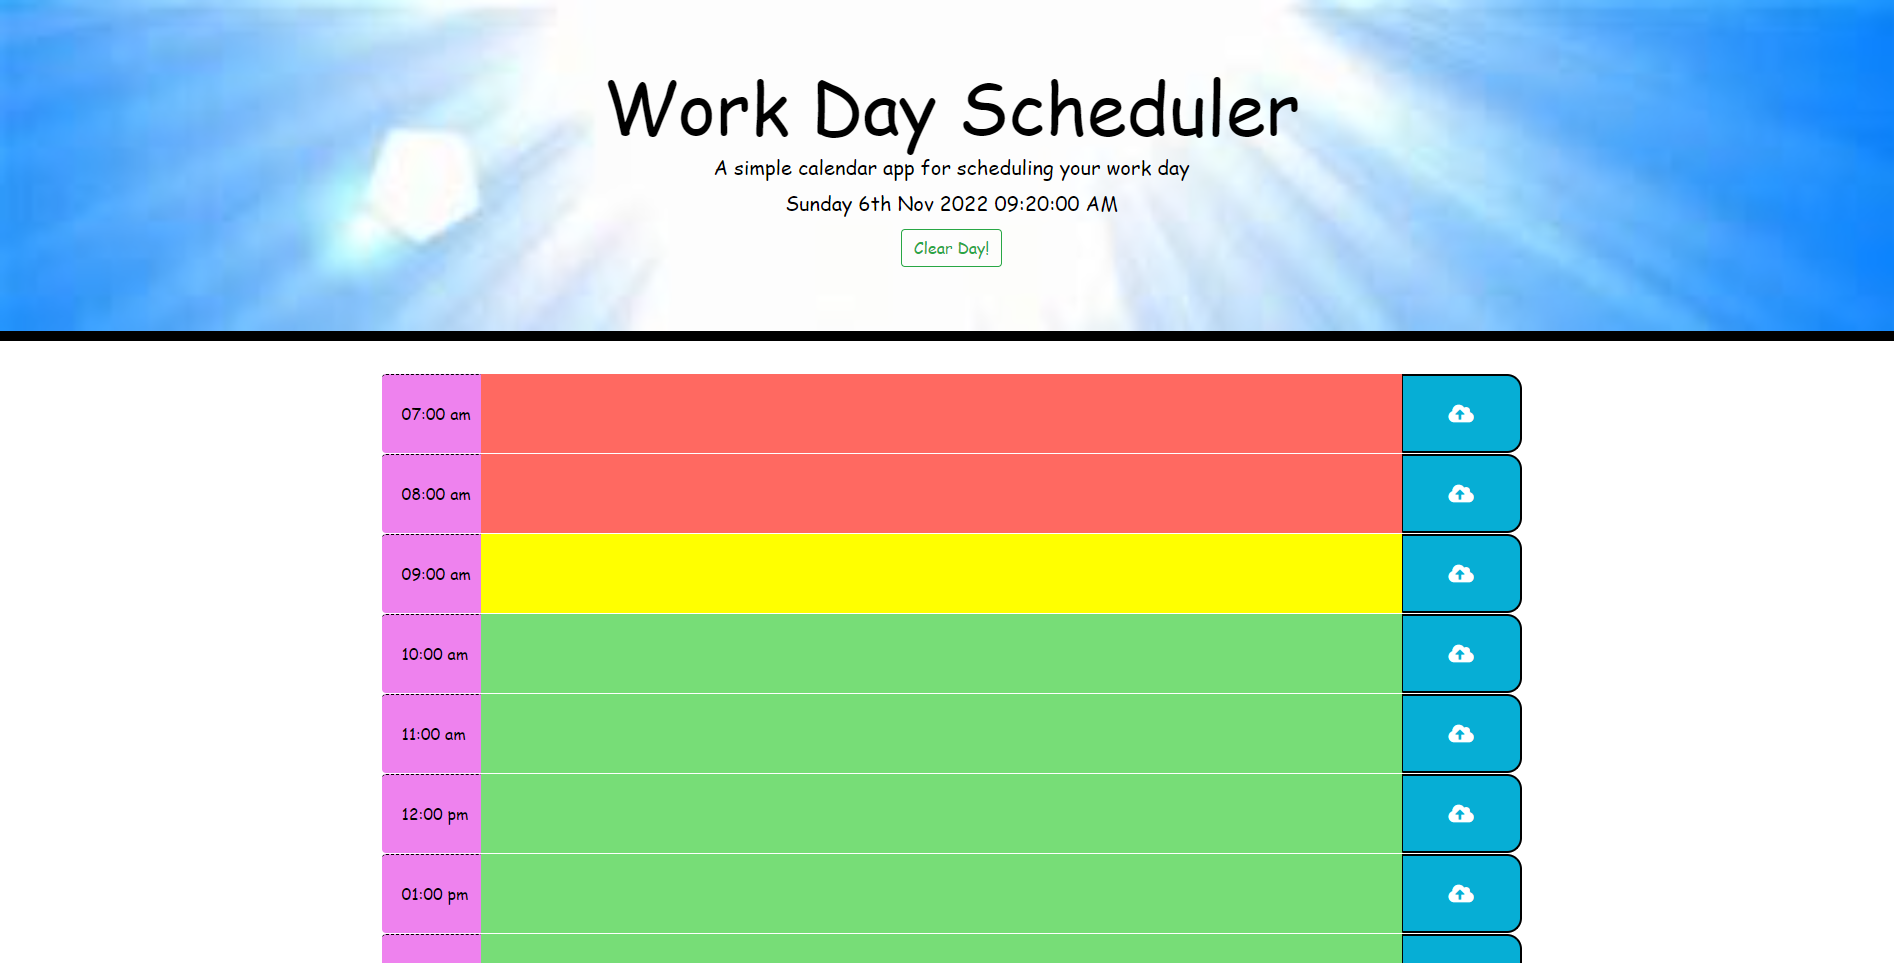 Work Day Scheduler
A simple calendar app for scheduling your work day
Sunday 6th Nov 2022 09:20:00 AM
Clear Day!
07:00 am
08:00 am
09:00 am
10:00 am
11:00 am
12:00 pm
01:00 pm